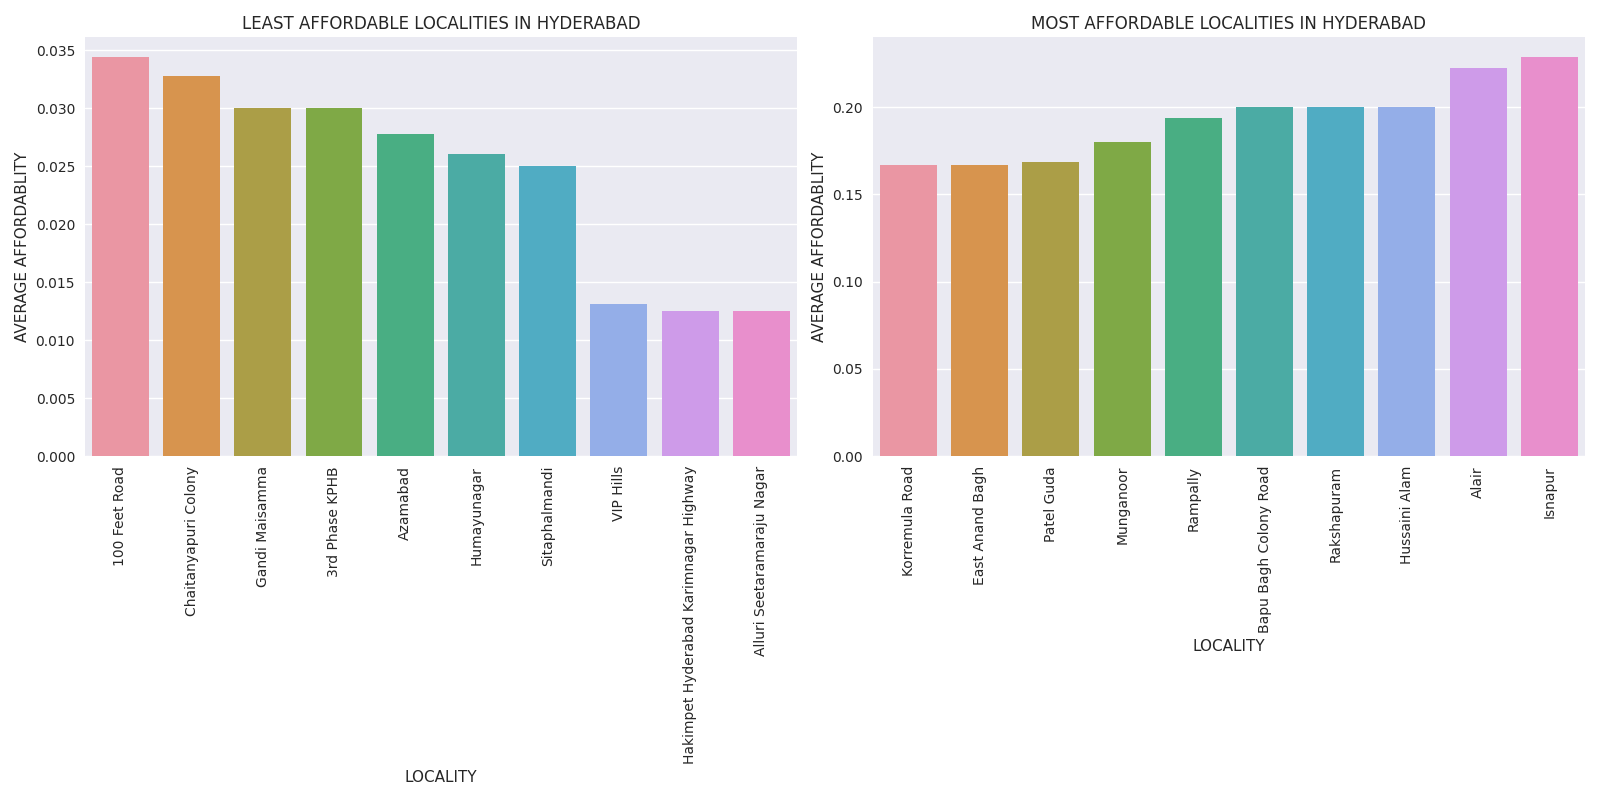 LEAST AFFORDABLE LOCALITIES IN HYDERABAD
AVERAGE AFFORDABLITY
0.035
0.030
0.025
0.020
0.015
0.010
0.005
0.000
100 Feet Road
Chaitanyapuri Colony
Gandi Maisamma
3rd Phase KPHB
Azamabad
Humayunagar
Sitaphalmandi
VIP Hills
Hakimpet Hyderabad Karimnagar Highway
Alluri Seetaramaraju Nagar
LOCALITY
MOST AFFORDABLE LOCALITIES IN HYDERABAD
AVERAGE AFFORDABLITY
0.20
0.15
0.10
0.05
0.00
Korremula Road
East Anand Bagh
Patel Guda
Munganoor
Rampally
Bapu Bagh Colony Road
Rakshapuram
Hussaini Alam
Alair
Isnapur
LOCALITY